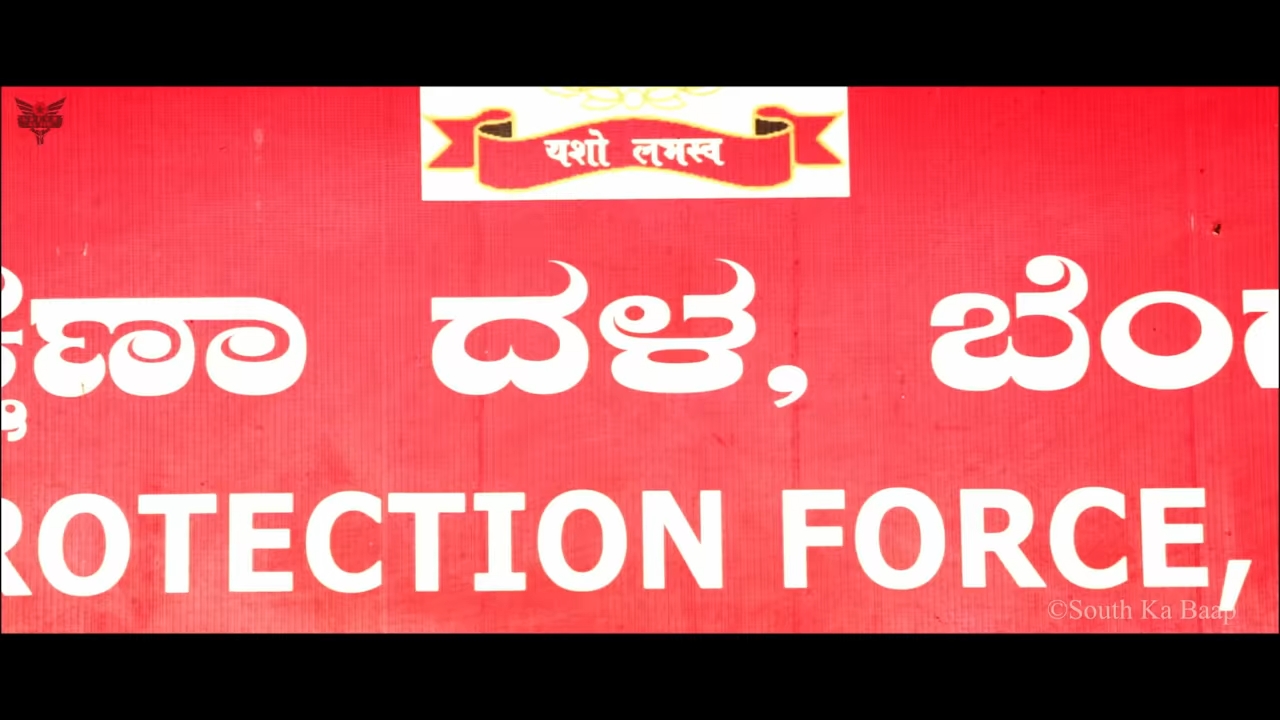 यशो लभस्व
ಕ್ಷಣಾ ದಳ, ಬೆಂ
ROTECTION FORCE,
©South Ka Baap